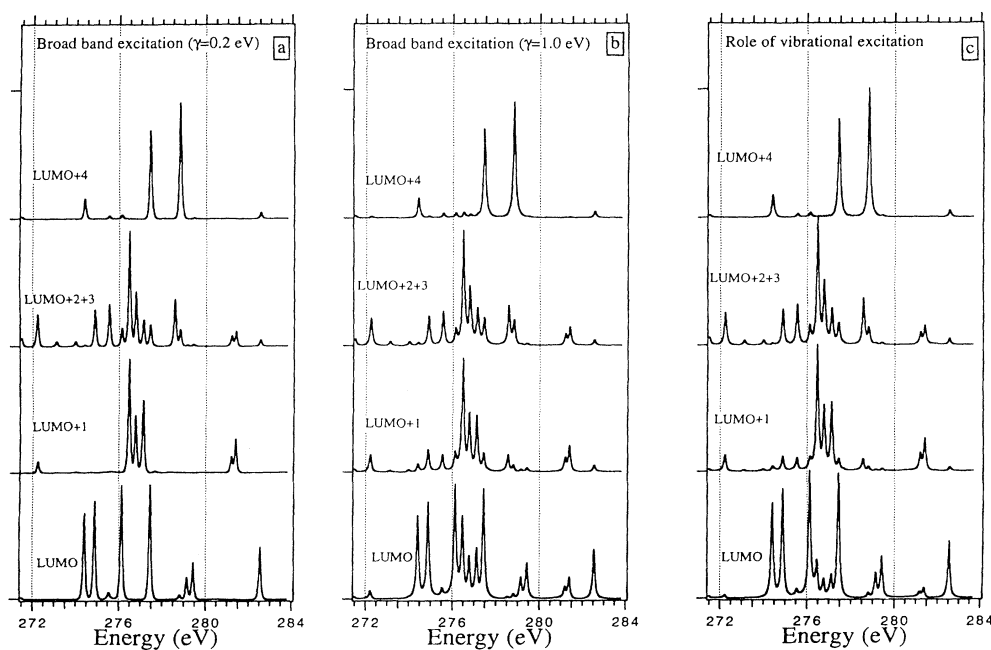 Broad band excitation (γ=0.2 eV)
a
LUMO+4
LUMO+2+3
LUMO+1
LUMO
272
276
280
284
Energy (eV)
Broad band excitation (γ=1.0 eV)
b
LUMO+4
LUMO+2+3
LUMO+1
LUMO
272
276
280
284
Energy (eV)
Role of vibrational excitation
c
LUMO+4
LUMO+2+3
LUMO+1
LUMO
272
276
280
284
Energy (eV)